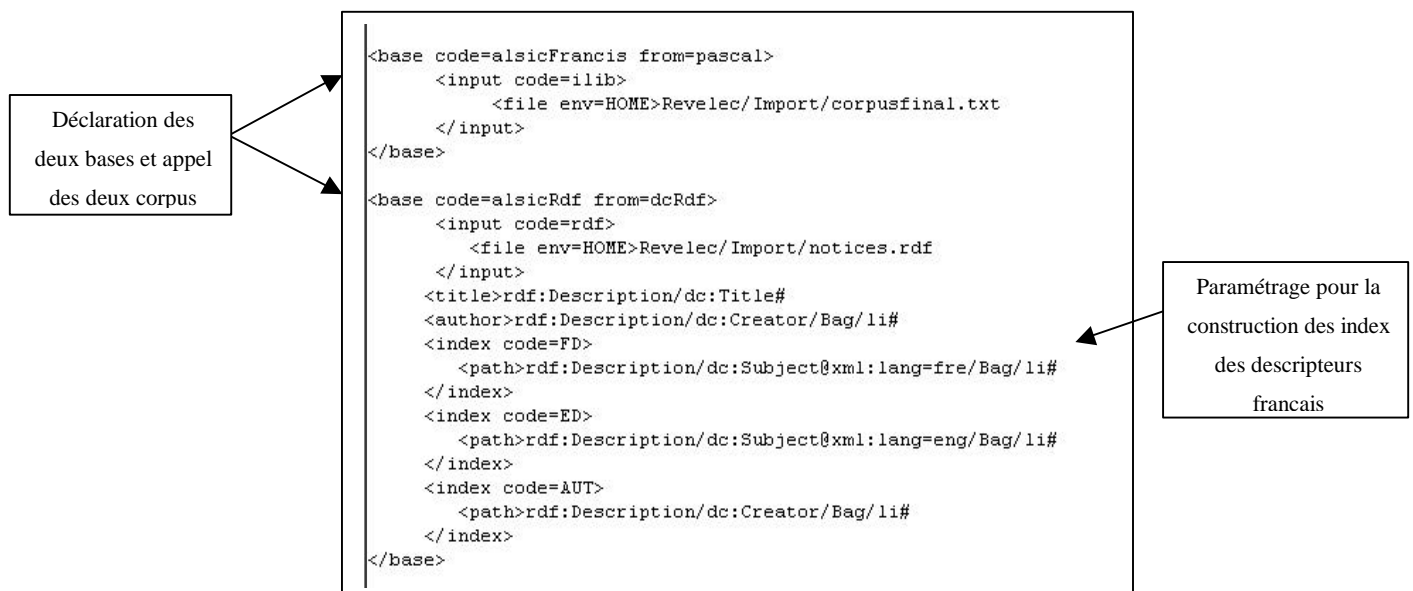 Déclaration des
deux bases et appel
des deux corpus
<base code=alsicFrancis from=pascal>
<input code=ilib>
<file env=HOME>Revelec/Import/corpusfinal.txt
</input>
</base>
<base code=alsicRdf from=dcRdf>
<input code=rdf>
<file env=HOME>Revelec/Import/notices.rdf
</input>
<title>rdf:Description/dc:Title#
<author>rdf:Description/dc:Creator/Bag/li#
<index code=FD>
<path>rdf:Description/dc:Subject@xml:lang=fre/Bag/li#
</index>
<index code=ED>
<path>rdf:Description/dc:Subject@xml:lang=eng/Bag/li#
</index>
<index code=AUT>
<path>rdf:Description/dc:Creator/Bag/li#
</index>
</base>
Paramétrage pour la
construction des index
des descripteurs
francais